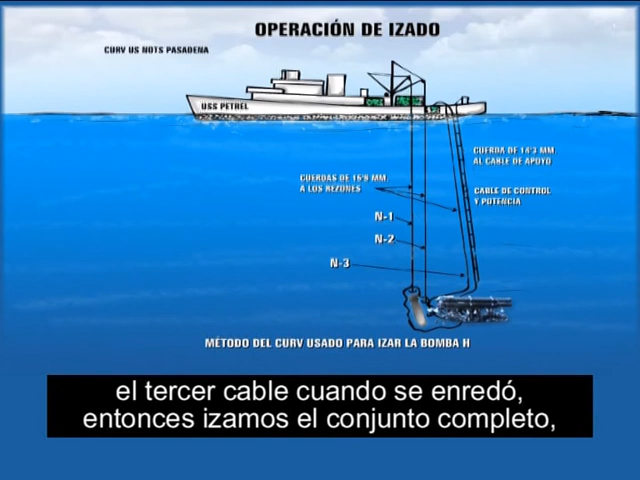 OPERACIÓN DE IZADO
CURV US NOTS PASADENA
USS PETREL
CUERDA DE 14'3 MM.
AL CABLE DE APOYO
CUERDAS DE 15'9 MM.
A LOS REZONES
CABLE DE CONTROL
Y POTENCIA
N-1
N-2
N-3
MÉTODO DEL CURV USADO PARA IZAR LA BOMBA H
el tercer cable cuando se enredó,
entonces izamos el conjunto completo,